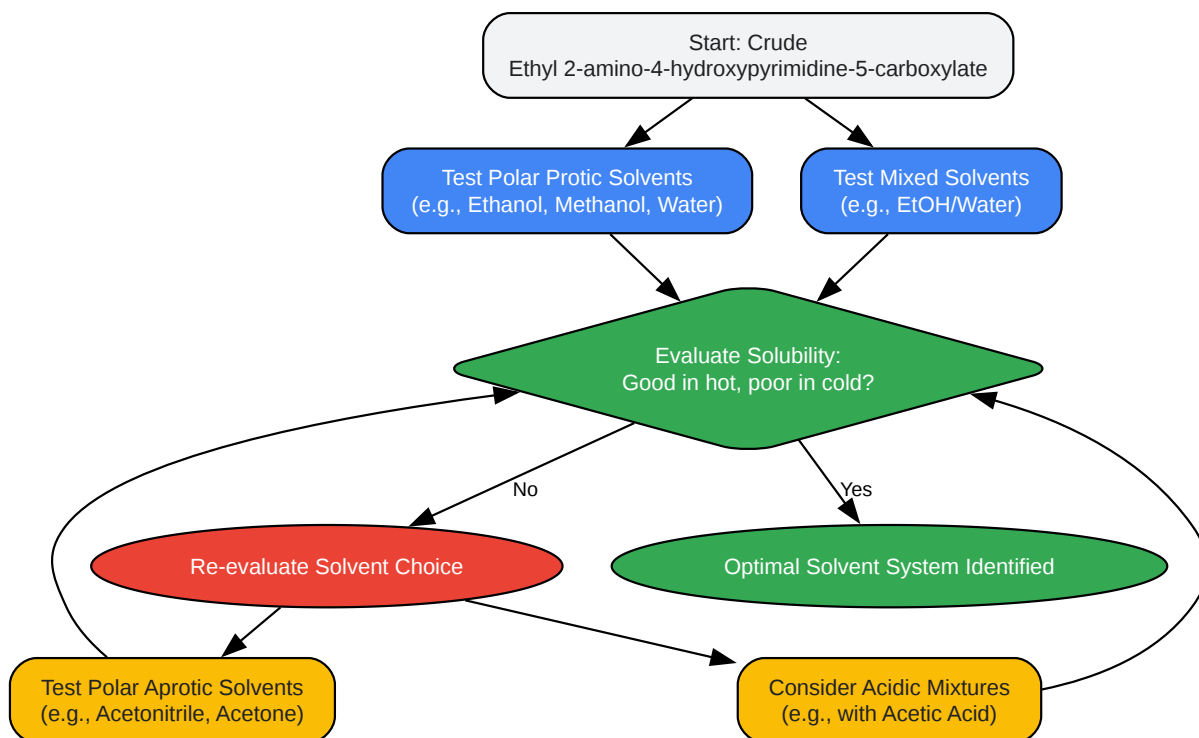 Start: Crude
Ethyl 2-amino-4-hydroxypyrimidine-5-carboxylate
Test Polar Protic Solvents
(e.g., Ethanol, Methanol, Water)
Test Mixed Solvents
(e.g., EtOH/Water)
Evaluate Solubility:
Good in hot, poor in cold?
No
Yes
Re-evaluate Solvent Choice
Optimal Solvent System Identified
Test Polar Aprotic Solvents
(e.g., Acetonitrile, Acetone)
Consider Acidic Mixtures
(e.g., with Acetic Acid)